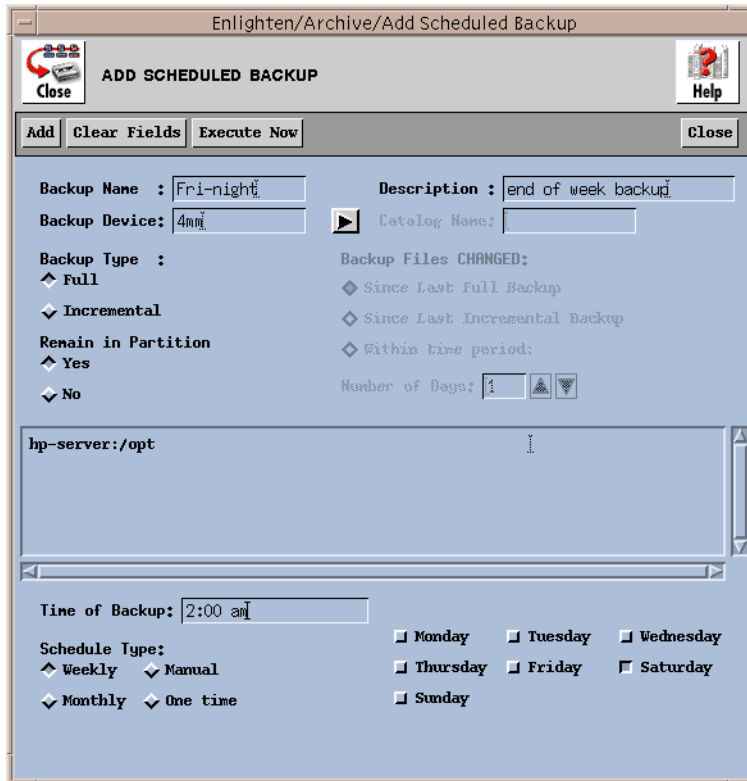 Enlighten/Archive/Add Scheduled Backup
Close
ADD SCHEDULED BACKUP
Help
Add Clear Fields Execute Now Close
Backup Name : Fri-night Description : end of week backup
Backup Device: 4mm Catalog Name:
Backup Type : Backup Files CHANGED:
Full Since Last Full Backup
Incremental Since Last Incremental Backup
Remain in Partition
Yes Within time period:
No Number of Days: 1
hp-server:/opt
Time of Backup: 2:00 am
Monday Tuesday Wednesday
Schedule Type:
Weekly Manual Thursday Friday Saturday
Monthly One time Sunday